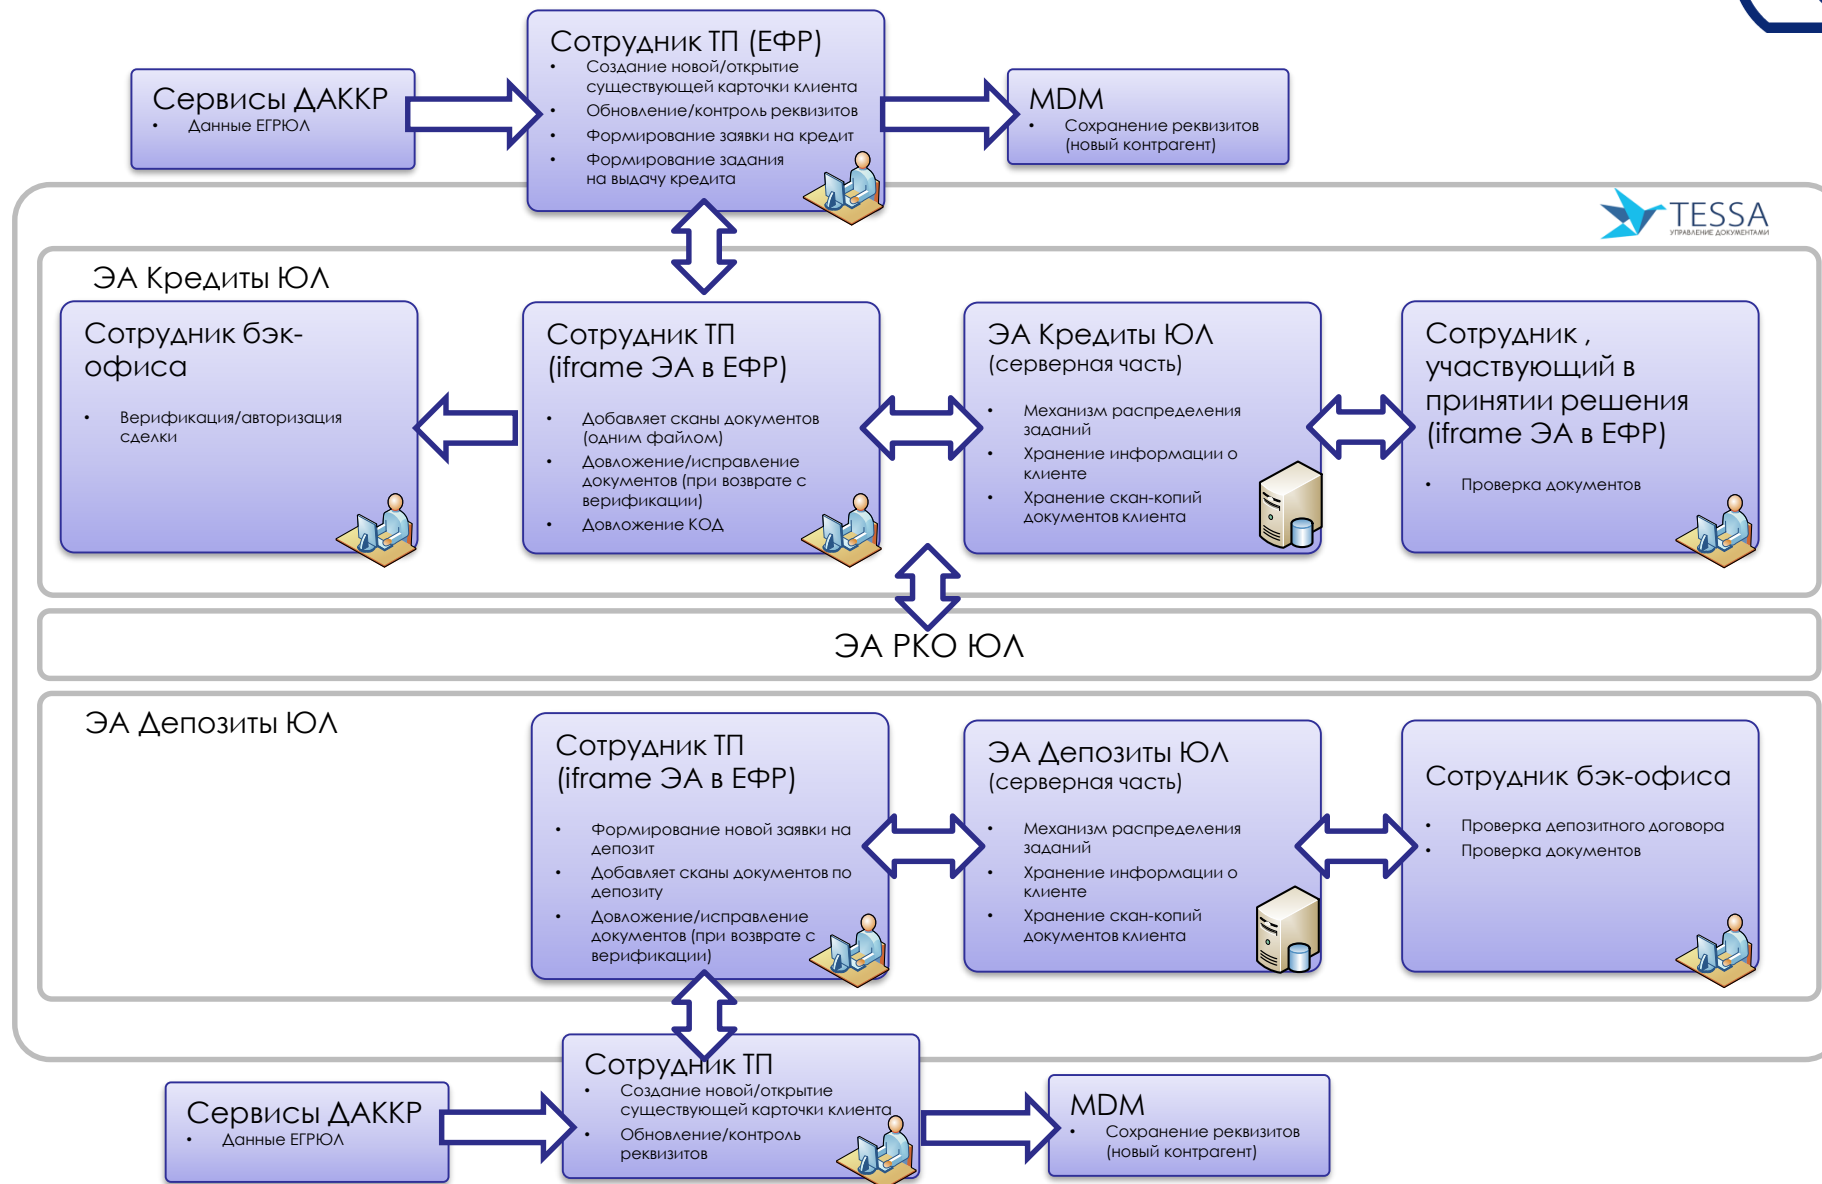 Сотрудник ТП (ЕФР)
• Создание новой/открытие
существующей карточки клиента
• Обновление/контроль реквизитов
• Формирование заявки на кредит
• Формирование задания
на выдачу кредита
Сервисы ДАККР
• Данные ЕГРЮЛ
MDM
• Сохранение реквизитов
(новый контрагент)
TESSA
УПРАВЛЕНИЕ ДОКУМЕНТАМИ
ЭА Кредиты ЮЛ
Сотрудник бэк-
офиса
• Верификация/авторизация
сделки
Сотрудник ТП
(iframe ЭА в ЕФР)
• Добавляет сканы документов
(одним файлом)
• Довложение/исправление
документов (при возврате с
верификации)
• Довложение КОД
ЭА Кредиты ЮЛ
(серверная часть)
• Механизм распределения
заданий
• Хранение информации о
клиенте
• Хранение скан-копий
документов клиента
Сотрудник ,
участвующий в
принятии решения
(iframe ЭА в ЕФР)
• Проверка документов
ЭА РКО ЮЛ
ЭА Депозиты ЮЛ
Сотрудник ТП
(iframe ЭА в ЕФР)
• Формирование новой заявки на
депозит
• Добавляет сканы документов по
депозиту
• Довложение/исправление
документов (при возврате с
верификации)
ЭА Депозиты ЮЛ
(серверная часть)
• Механизм распределения
заданий
• Хранение информации о
клиенте
• Хранение скан-копий
документов клиента
Сотрудник бэк-офиса
• Проверка депозитного договора
• Проверка документов
Сотрудник ТП
• Создание новой/открытие
существующей карточки клиента
• Обновление/контроль
реквизитов
Сервисы ДАККР
• Данные ЕГРЮЛ
MDM
• Сохранение реквизитов
(новый контрагент)